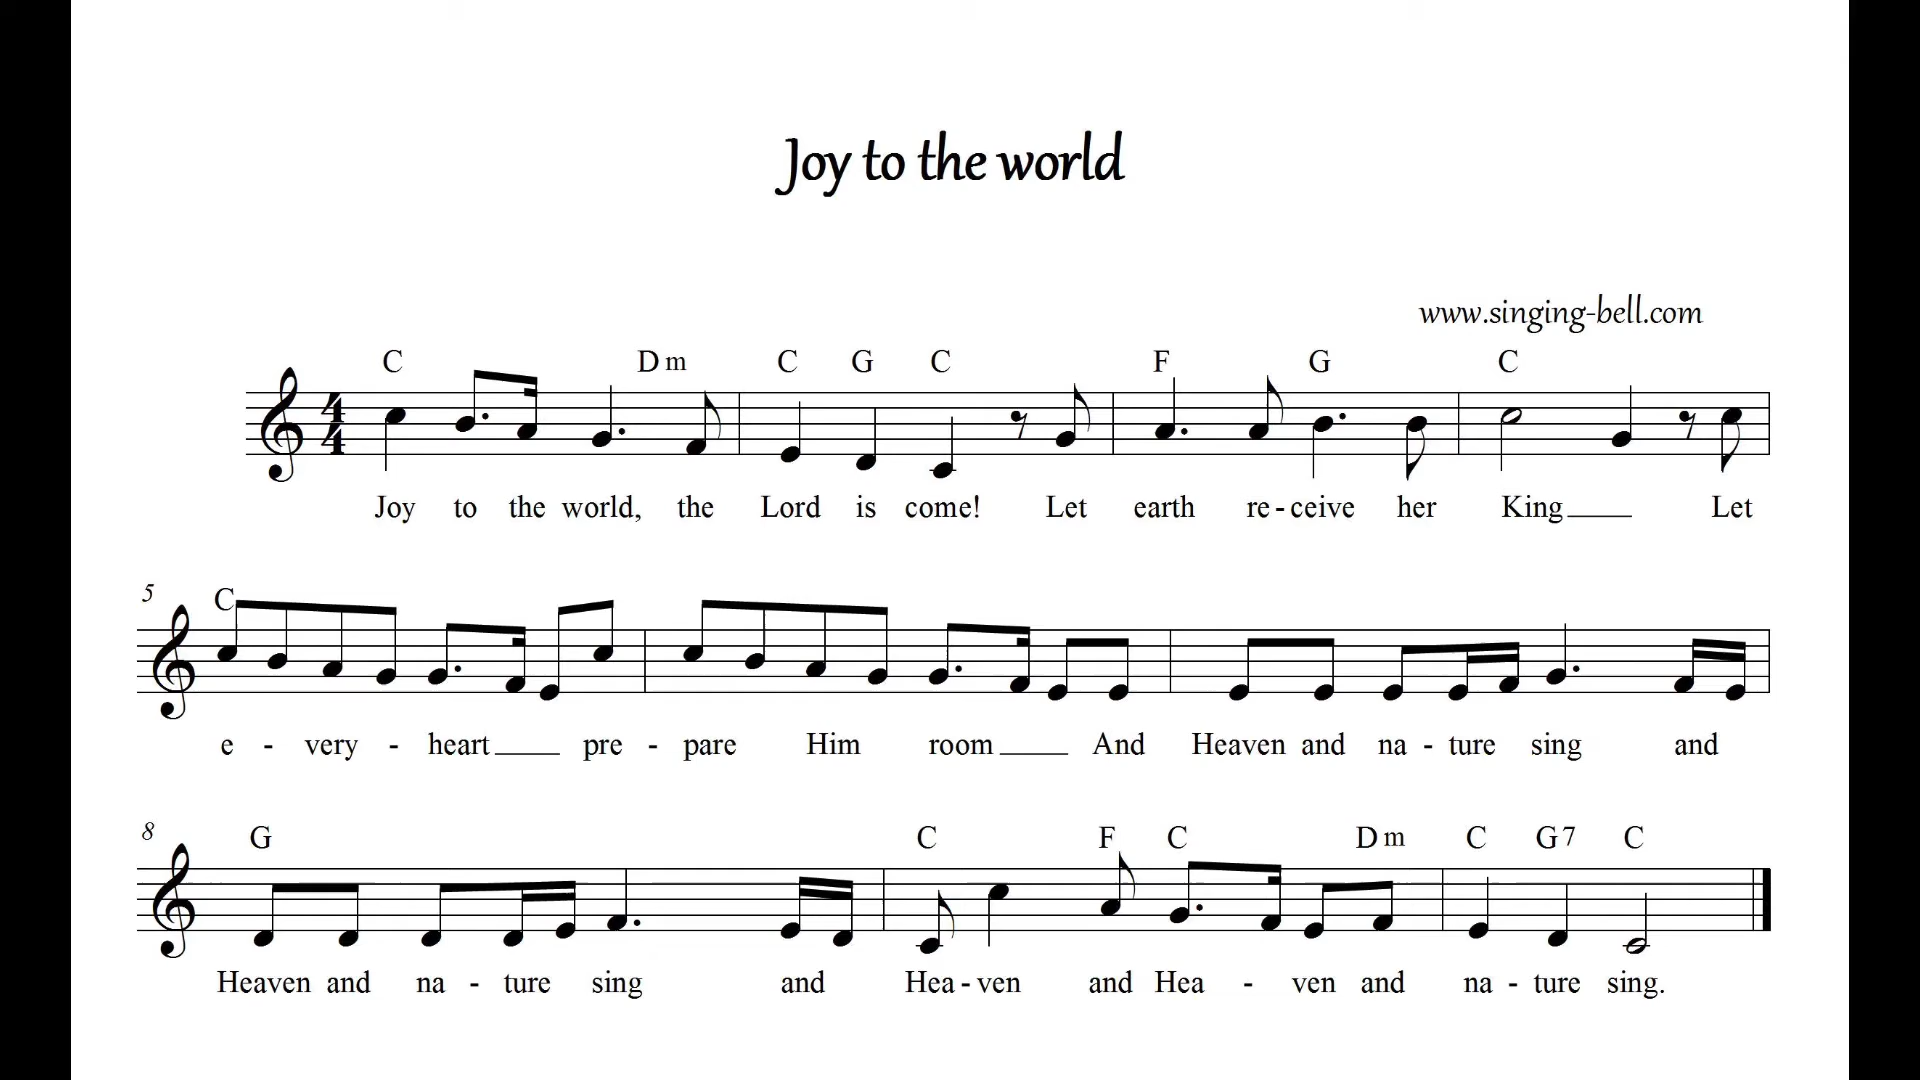 Joy to the world
www.singing-bell.com
C Dm C G C F G C
4
4
Joy to the world, the Lord is come! Let earth re-ceive her King Let
5
C
e - very - heart pre - pare Him room And Heaven and na - ture sing and
8
G C F C Dm C G7 C
Heaven and na - ture sing and Hea-ven and Hea - ven and na - ture sing.